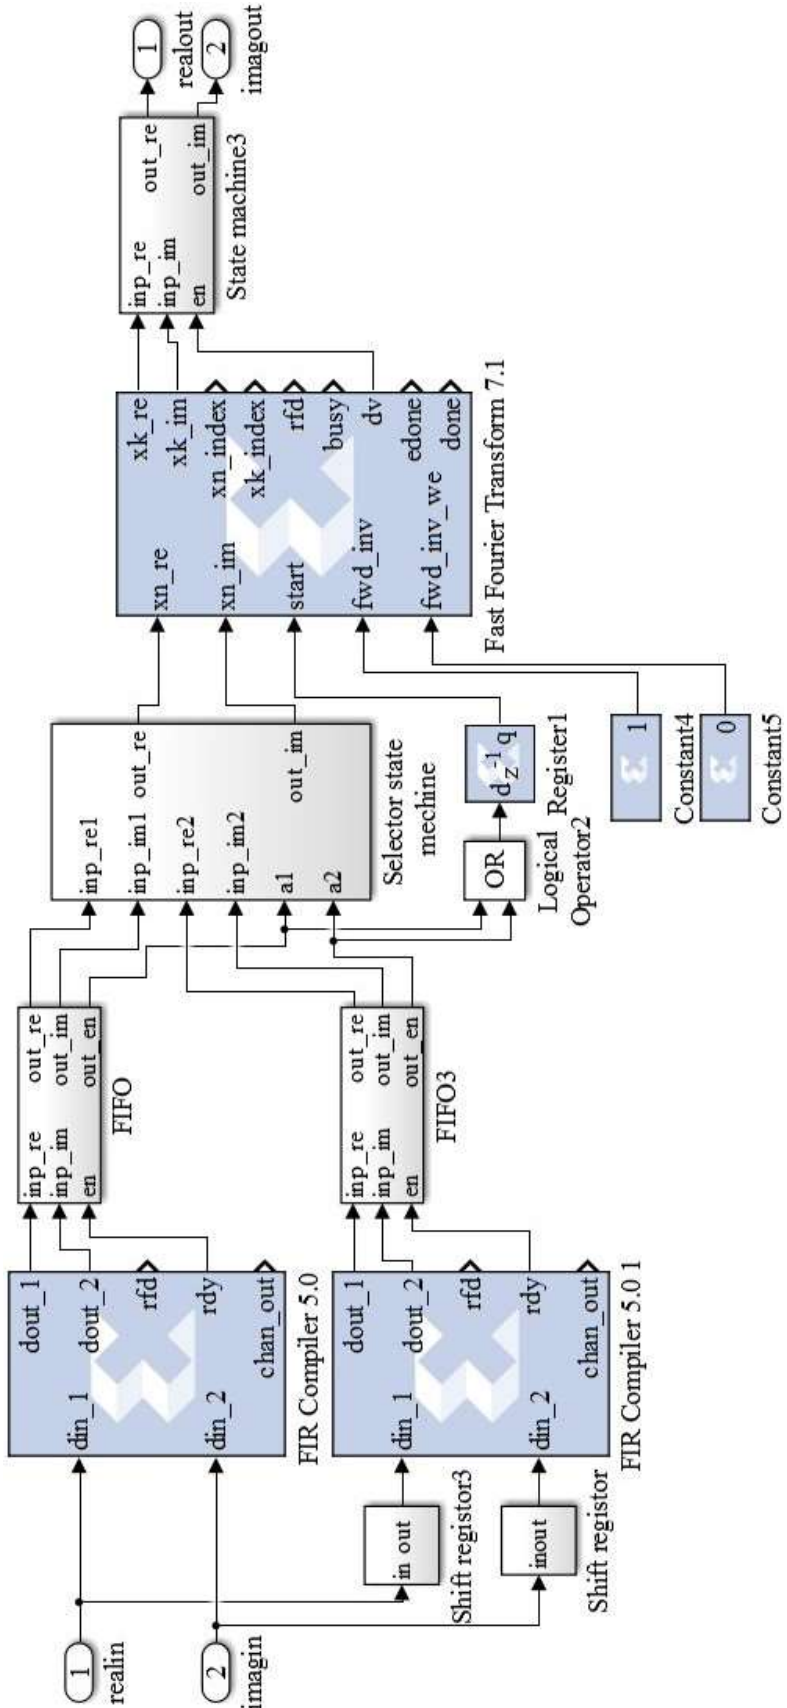 1
realin
2
imagin
in out
Shift registor3
inout
Shift registor
din_1
din_2
dout_1
dout_2
rfd
rdy
chan_out
FIR Compiler 5.0
din_1
din_2
dout_1
dout_2
rfd
rdy
chan_out
FIR Compiler 5.0 1
inp_re
inp_im
en
out_re
out_im
out_en
FIFO
inp_re
inp_im
en
out_re
out_im
out_en
FIFO3
inp_re1
inp_im1
inp_re2
inp_im2
a1
a2
out_re
out_im
Selector state
mechine
OR
Logical
Operator2
d z-1 q
Register1
1
Constant4
0
Constant5
xn_re
xn_im
start
fwd_inv
fwd_inv_we
xk_re
xk_im
xn_index
xk_index
rfd
busy
dv
edone
done
Fast Fourier Transform 7.1
inp_re
inp_im
en
out_re
out_im
State machine3
1
realout
2
imagout